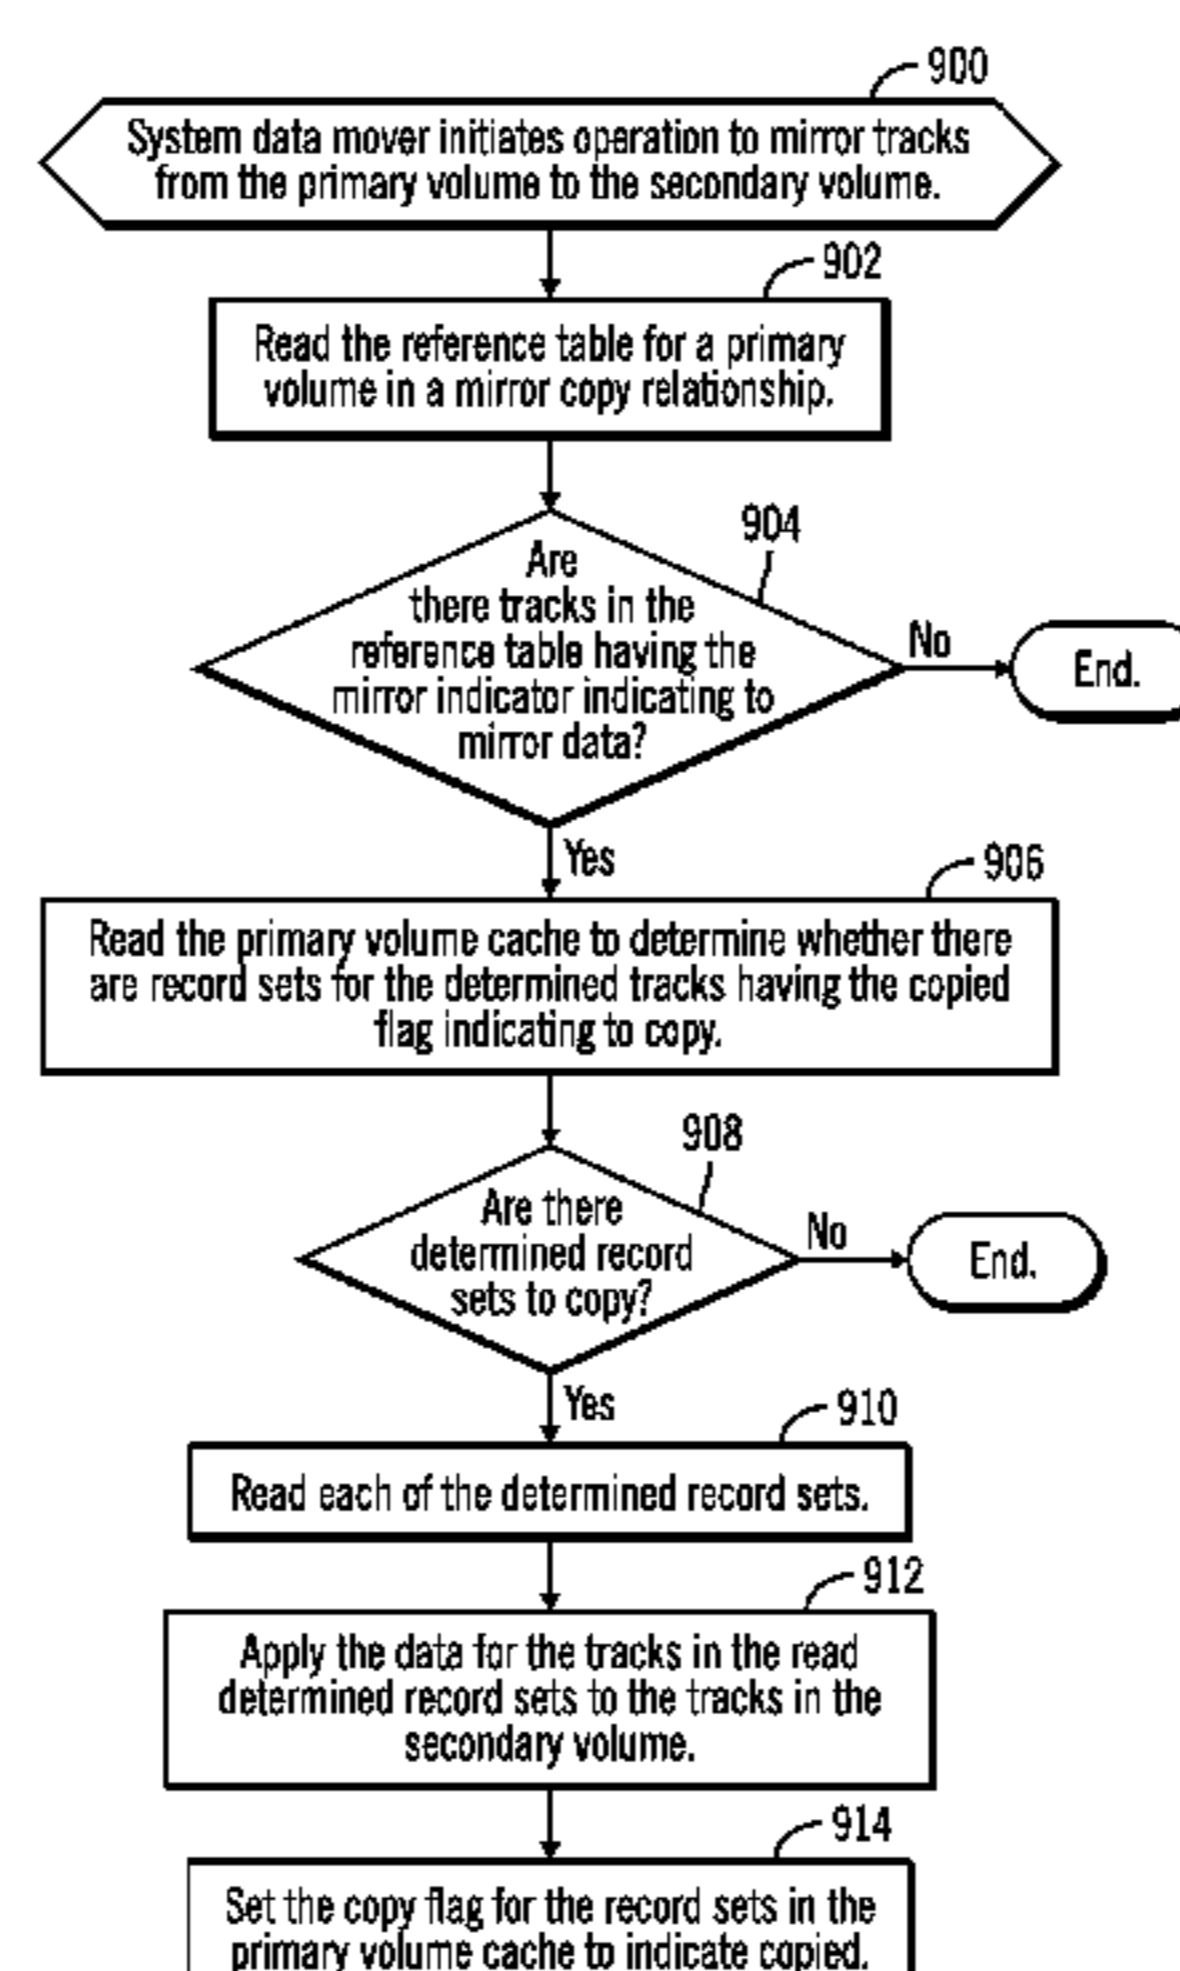 900
System data mover initiates operation to mirror tracks
from the primary volume to the secondary volume.
902
Read the reference table for a primary
volume in a mirror copy relationship.
904
Are
there tracks in the
reference table having the
mirror indicator indicating to
mirror data?
No
End.
Yes
906
Read the primary volume cache to determine whether there
are record sets for the determined tracks having the copied
flag indicating to copy.
908
Are there
determined record
sets to copy?
No
End.
Yes
910
Read each of the determined record sets.
912
Apply the data for the tracks in the read
determined record sets to the tracks in the
secondary volume.
914
Set the copy flag for the record sets in the
primary volume cache to indicate copied.